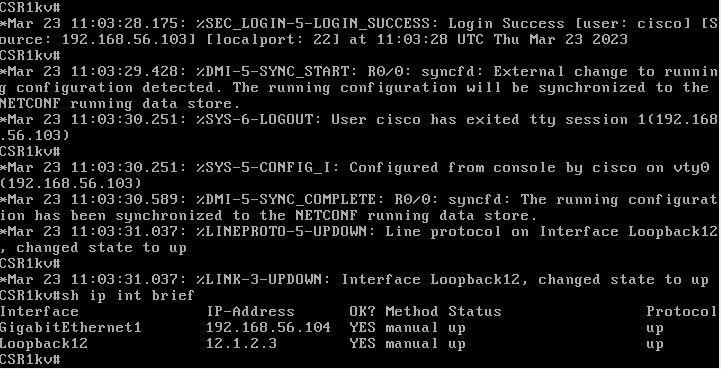 CSR1kv#
*Mar 23 11:03:28.175: %SEC_LOGIN-5-LOGIN_SUCCESS: Login Success [user: cisco] [S
ource: 192.168.56.103] [localport: 22] at 11:03:28 UTC Thu Mar 23 2023
CSR1kv#
*Mar 23 11:03:29.428: %DMI-5-SYNC_START: R0/0: syncfd: External change to runnin
g configuration detected. The running configuration will be synchronized to the
NETCONF running data store.
*Mar 23 11:03:30.251: %SYS-6-LOGOUT: User cisco has exited tty session 1(192.168
.56.103)
CSR1kv#
*Mar 23 11:03:30.251: %SYS-5-CONFIG_I: Configured from console by cisco on vty0
(192.168.56.103)
*Mar 23 11:03:30.589: %DMI-5-SYNC_COMPLETE: R0/0: syncfd: The running configurat
ion has been synchronized to the NETCONF running data store.
*Mar 23 11:03:31.037: %LINEPROTO-5-UPDOWN: Line protocol on Interface Loopback12
, changed state to up
CSR1kv#
*Mar 23 11:03:31.037: %LINK-3-UPDOWN: Interface Loopback12, changed state to up
CSR1kv#sh ip int brief
Interface IP-Address OK? Method Status Protocol
GigabitEthernet1 192.168.56.104 YES manual up up
Loopback12 12.1.2.3 YES manual up up
CSR1kv#